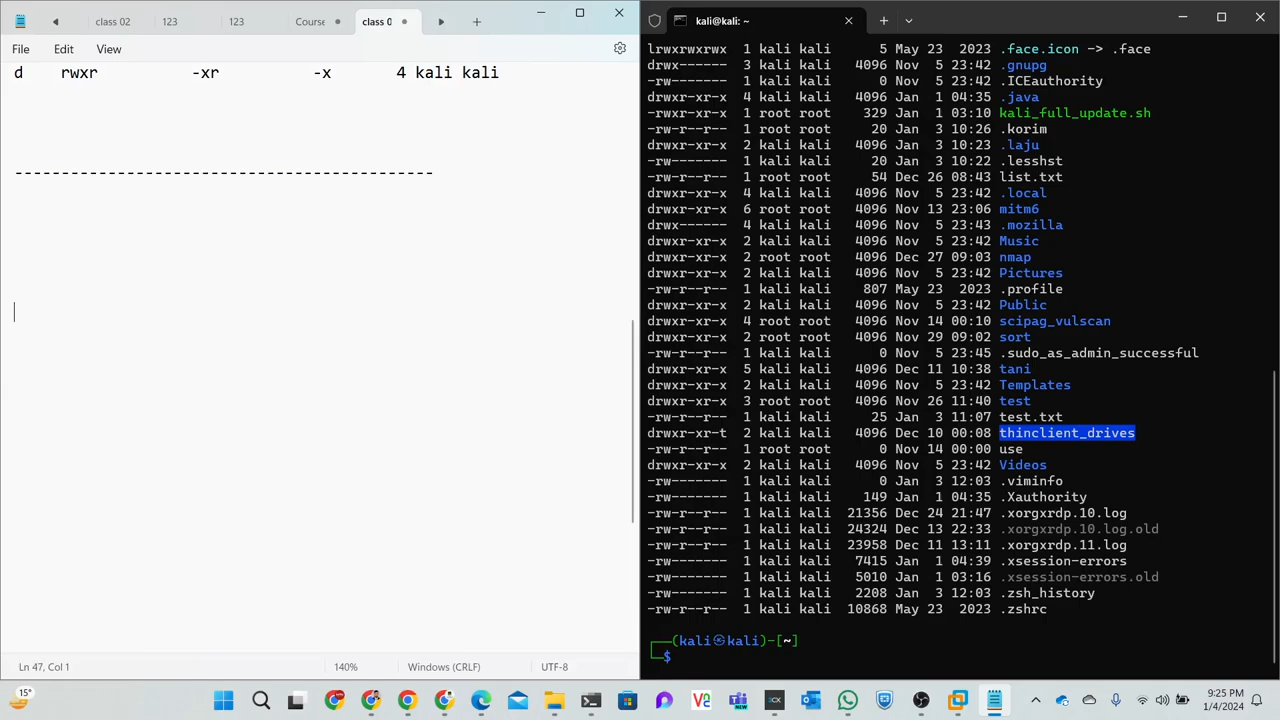 class 02
123
123
Course
class 0
File Edit View
d rwxr -xr -x 4 kali kali
--------------------------------------------
Ln 47, Col 1 140% Windows (CRLF) UTF-8
kali@kali: ~
lrwxrwxrwx 1 kali kali 5 May 23 2023 .face.icon -> .face
drwx------ 3 kali kali 4096 Nov 5 23:42 .gnupg
-rw------- 1 kali kali 0 Nov 5 23:42 .ICEauthority
drwxr-xr-x 4 kali kali 4096 Jan 1 04:35 .java
-rwxr-xr-x 1 root root 329 Jan 1 03:10 kali_full_update.sh
-rw-r--r-- 1 root root 20 Jan 3 10:26 .korim
drwxr-xr-x 2 kali kali 4096 Jan 3 10:23 .laju
-rw------- 1 kali kali 20 Jan 3 10:22 .lesshst
-rw-r--r-- 1 root root 54 Dec 26 08:43 list.txt
drwxr-xr-x 4 kali kali 4096 Nov 5 23:42 .local
drwxr-xr-x 6 root root 4096 Nov 13 23:06 mitm6
drwx------ 4 kali kali 4096 Nov 5 23:43 .mozilla
drwxr-xr-x 2 kali kali 4096 Nov 5 23:42 Music
drwxr-xr-x 2 root root 4096 Dec 27 09:03 nmap
drwxr-xr-x 2 kali kali 4096 Nov 5 23:42 Pictures
-rw-r--r-- 1 kali kali 807 May 23 2023 .profile
drwxr-xr-x 2 kali kali 4096 Nov 5 23:42 Public
drwxr-xr-x 4 root root 4096 Nov 14 00:10 scipag_vulscan
drwxr-xr-x 2 root root 4096 Nov 29 09:02 sort
-rw-r--r-- 1 kali kali 0 Nov 5 23:45 .sudo_as_admin_successful
drwxr-xr-x 5 kali kali 4096 Dec 11 10:38 tani
drwxr-xr-x 2 kali kali 4096 Nov 5 23:42 Templates
drwxr-xr-x 3 root root 4096 Nov 26 11:40 test
-rw-r--r-- 1 kali kali 25 Jan 3 11:07 test.txt
drwxr-xr-t 2 kali kali 4096 Dec 10 00:08 thinclient_drives
-rw-r--r-- 1 root root 0 Nov 14 00:00 use
drwxr-xr-x 2 kali kali 4096 Nov 5 23:42 Videos
-rw------- 1 kali kali 0 Jan 3 12:03 .viminfo
-rw------- 1 kali kali 149 Jan 1 04:35 .Xauthority
-rw-r--r-- 1 kali kali 21356 Dec 24 21:47 .xorgxrdp.10.log
-rw-r--r-- 1 kali kali 24324 Dec 13 22:33 .xorgxrdp.10.log.old
-rw-r--r-- 1 kali kali 23958 Dec 11 13:11 .xorgxrdp.11.log
-rw------- 1 kali kali 7415 Jan 1 04:39 .xsession-errors
-rw------- 1 kali kali 5010 Jan 1 03:16 .xsession-errors.old
-rw------- 1 kali kali 2208 Jan 3 12:03 .zsh_history
-rw-r--r-- 1 kali kali 10868 May 23 2023 .zshrc
(kali㉿kali)-[~]
$
15°
9:25 PM
1/4/2024